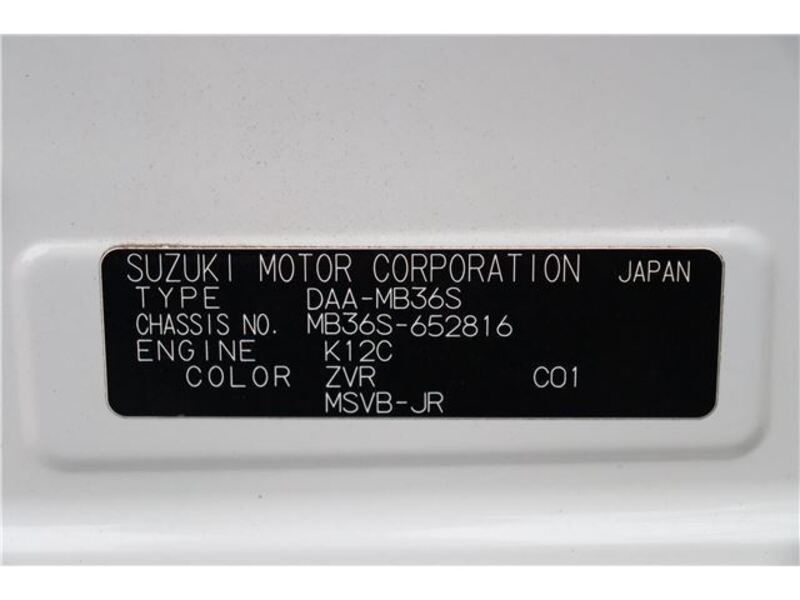 SUZUKI MOTOR CORPORATION JAPAN
TYPE DAA-MB36S
CHASSIS NO. MB36S-652816
ENGINE K12C
COLOR ZVR C01
MSVB-JR